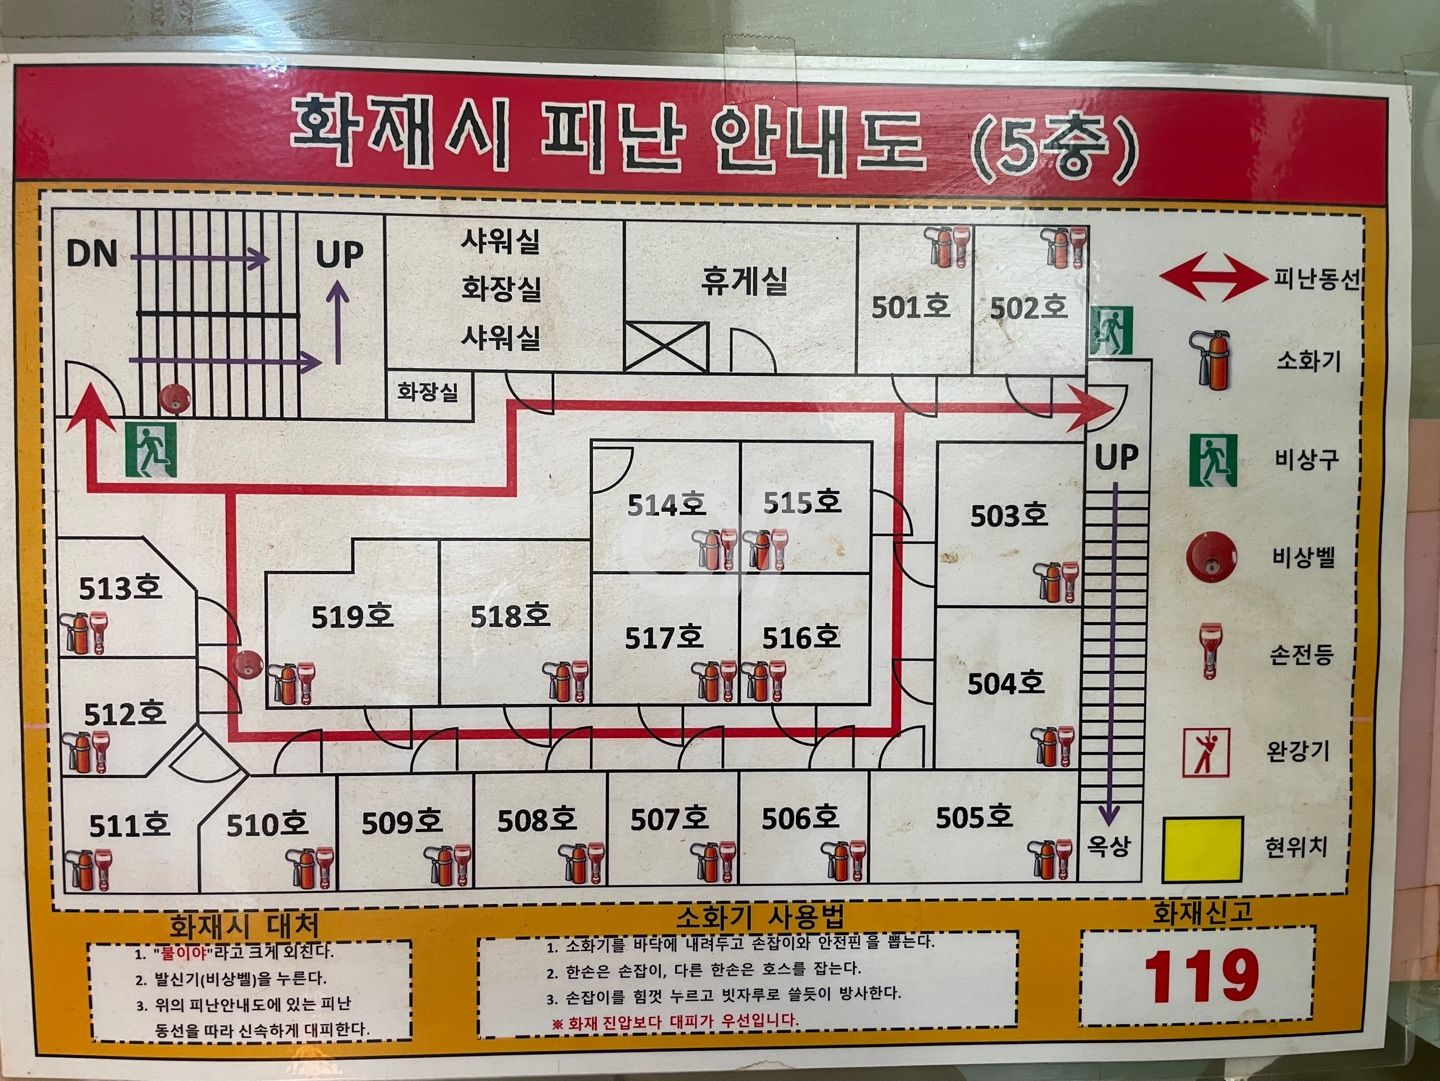 화재시 피난 안내도 (5층)
DN
UP
샤워실
화장실
샤워실
화장실
휴게실
501호
502호
피난동선
소화기
비상구
비상벨
손전등
완강기
현위치
UP
옥상
503호
504호
505호
506호
507호
508호
509호
510호
511호
512호
513호
514호
515호
516호
517호
518호
519호
화재시 대처
1. "불이야"라고 크게 외친다.
2. 발신기(비상벨)을 누른다.
3. 위의 피난안내도에 있는 피난
동선을 따라 신속하게 대피한다.
소화기 사용법
1. 소화기를 바닥에 내려두고 손잡이와 안전핀을 뽑는다.
2. 한손은 손잡이, 다른 한손은 호스를 잡는다.
3. 손잡이를 힘껏 누르고 빗자루로 쓸듯이 방사한다.
※ 화재 진압보다 대피가 우선입니다.
화재신고
119